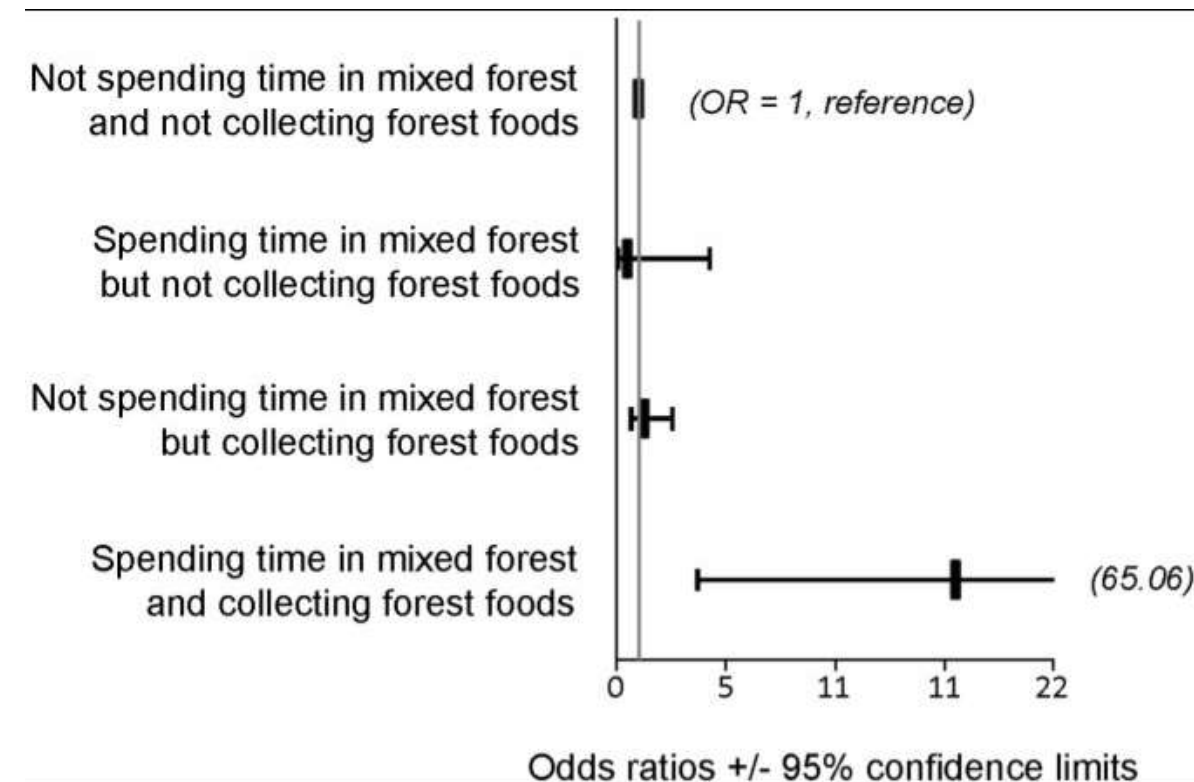 Not spending time in mixed forest
and not collecting forest foods
(OR = 1, reference)
Spending time in mixed forest
but not collecting forest foods
Not spending time in mixed forest
but collecting forest foods
Spending time in mixed forest
and collecting forest foods
(65.06)
0 5 11 11 22
Odds ratios +/- 95% confidence limits